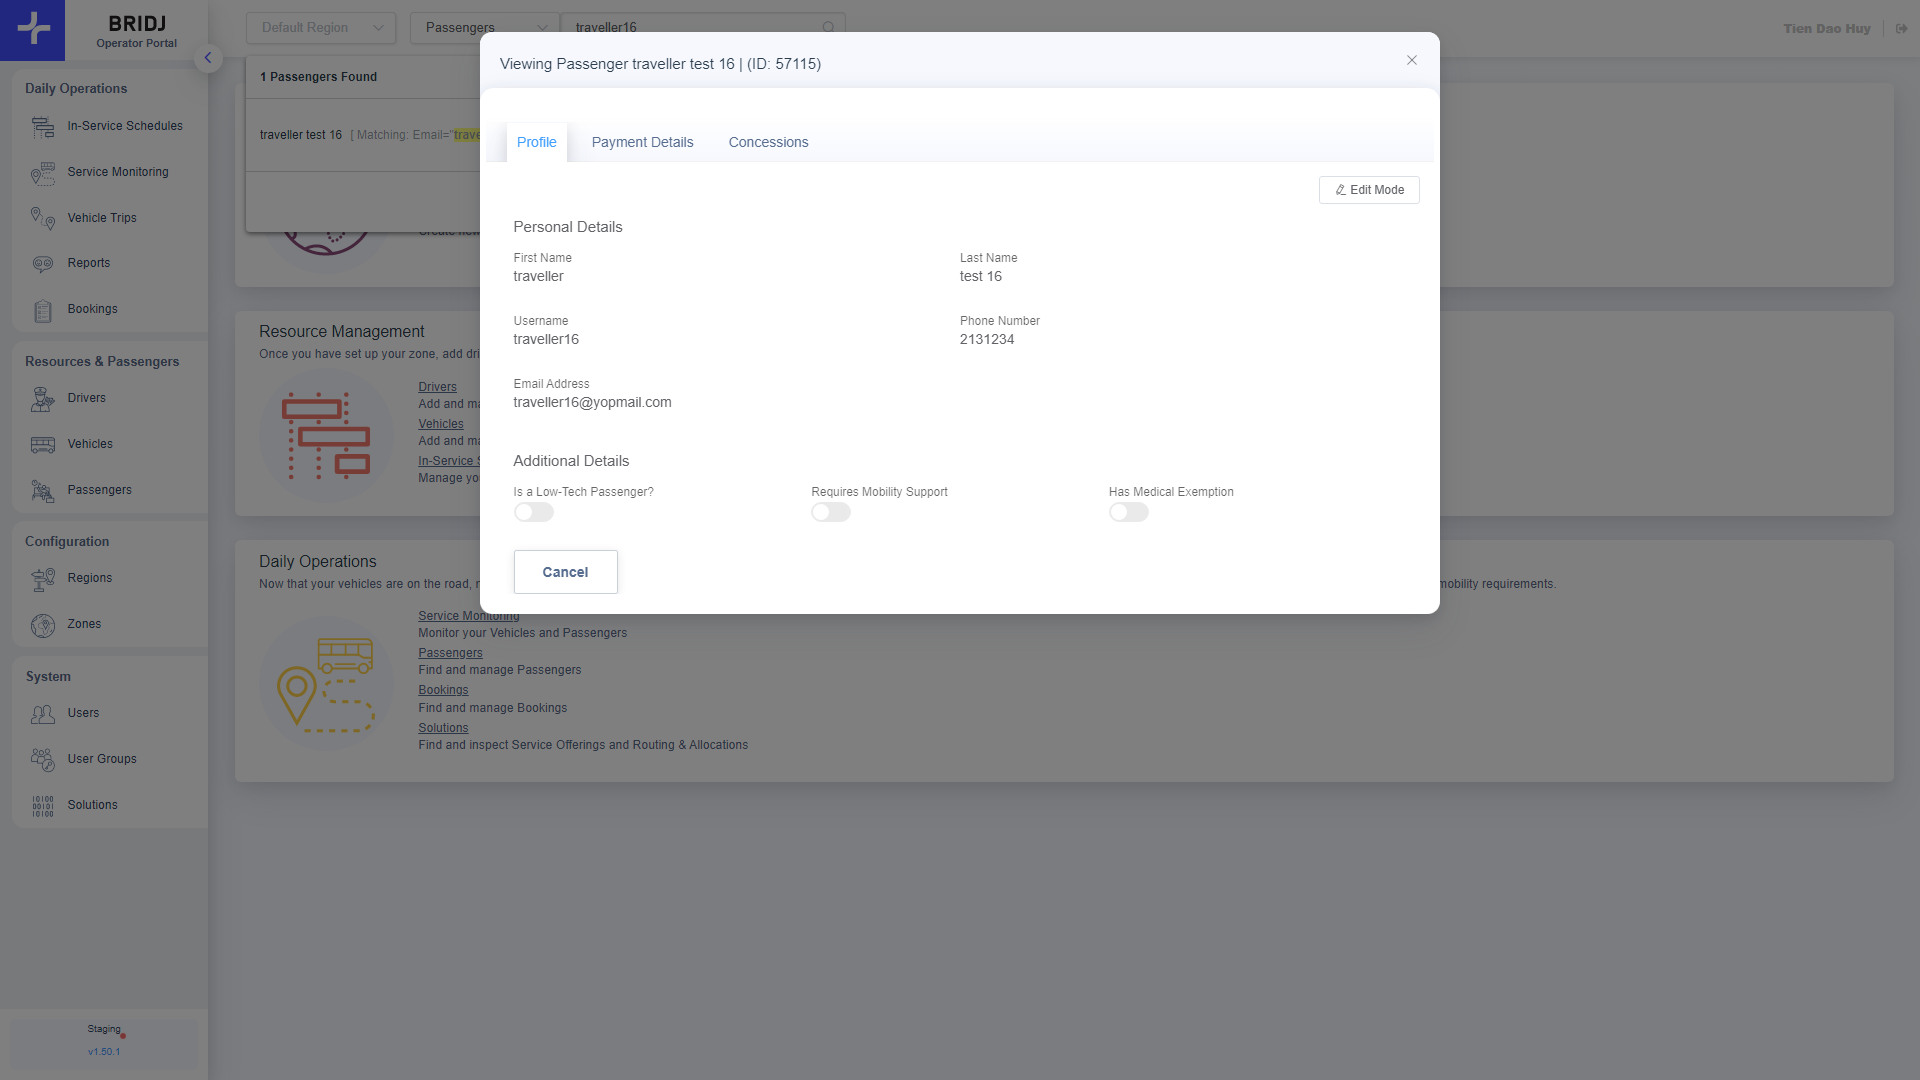 BRIDJ
Operator Portal
Default Region
Passengers
traveller16
Tien Dao Huy
1 Passengers Found
traveller test 16 [ Matching: Email="trave
Create new
Daily Operations
In-Service Schedules
Service Monitoring
Vehicle Trips
Reports
Bookings
Resources & Passengers
Drivers
Vehicles
Passengers
Configuration
Regions
Zones
System
Users
User Groups
Solutions
10100
00101
10100
Staging
v1.50.1
Viewing Passenger traveller test 16 | (ID: 57115)
Profile
Payment Details
Concessions
Edit Mode
Personal Details
First Name
traveller
Last Name
test 16
Username
traveller16
Phone Number
2131234
Email Address
traveller16@yopmail.com
Additional Details
Is a Low-Tech Passenger?
Requires Mobility Support
Has Medical Exemption
Cancel
Resource Management
Once you have set up your zone, add dri
Drivers
Add and ma
Vehicles
Add and ma
In-Service S
Manage yo
Daily Operations
Now that your vehicles are on the road, mobility requirements.
Service Monitoring
Monitor your Vehicles and Passengers
Passengers
Find and manage Passengers
Bookings
Find and manage Bookings
Solutions
Find and inspect Service Offerings and Routing & Allocations